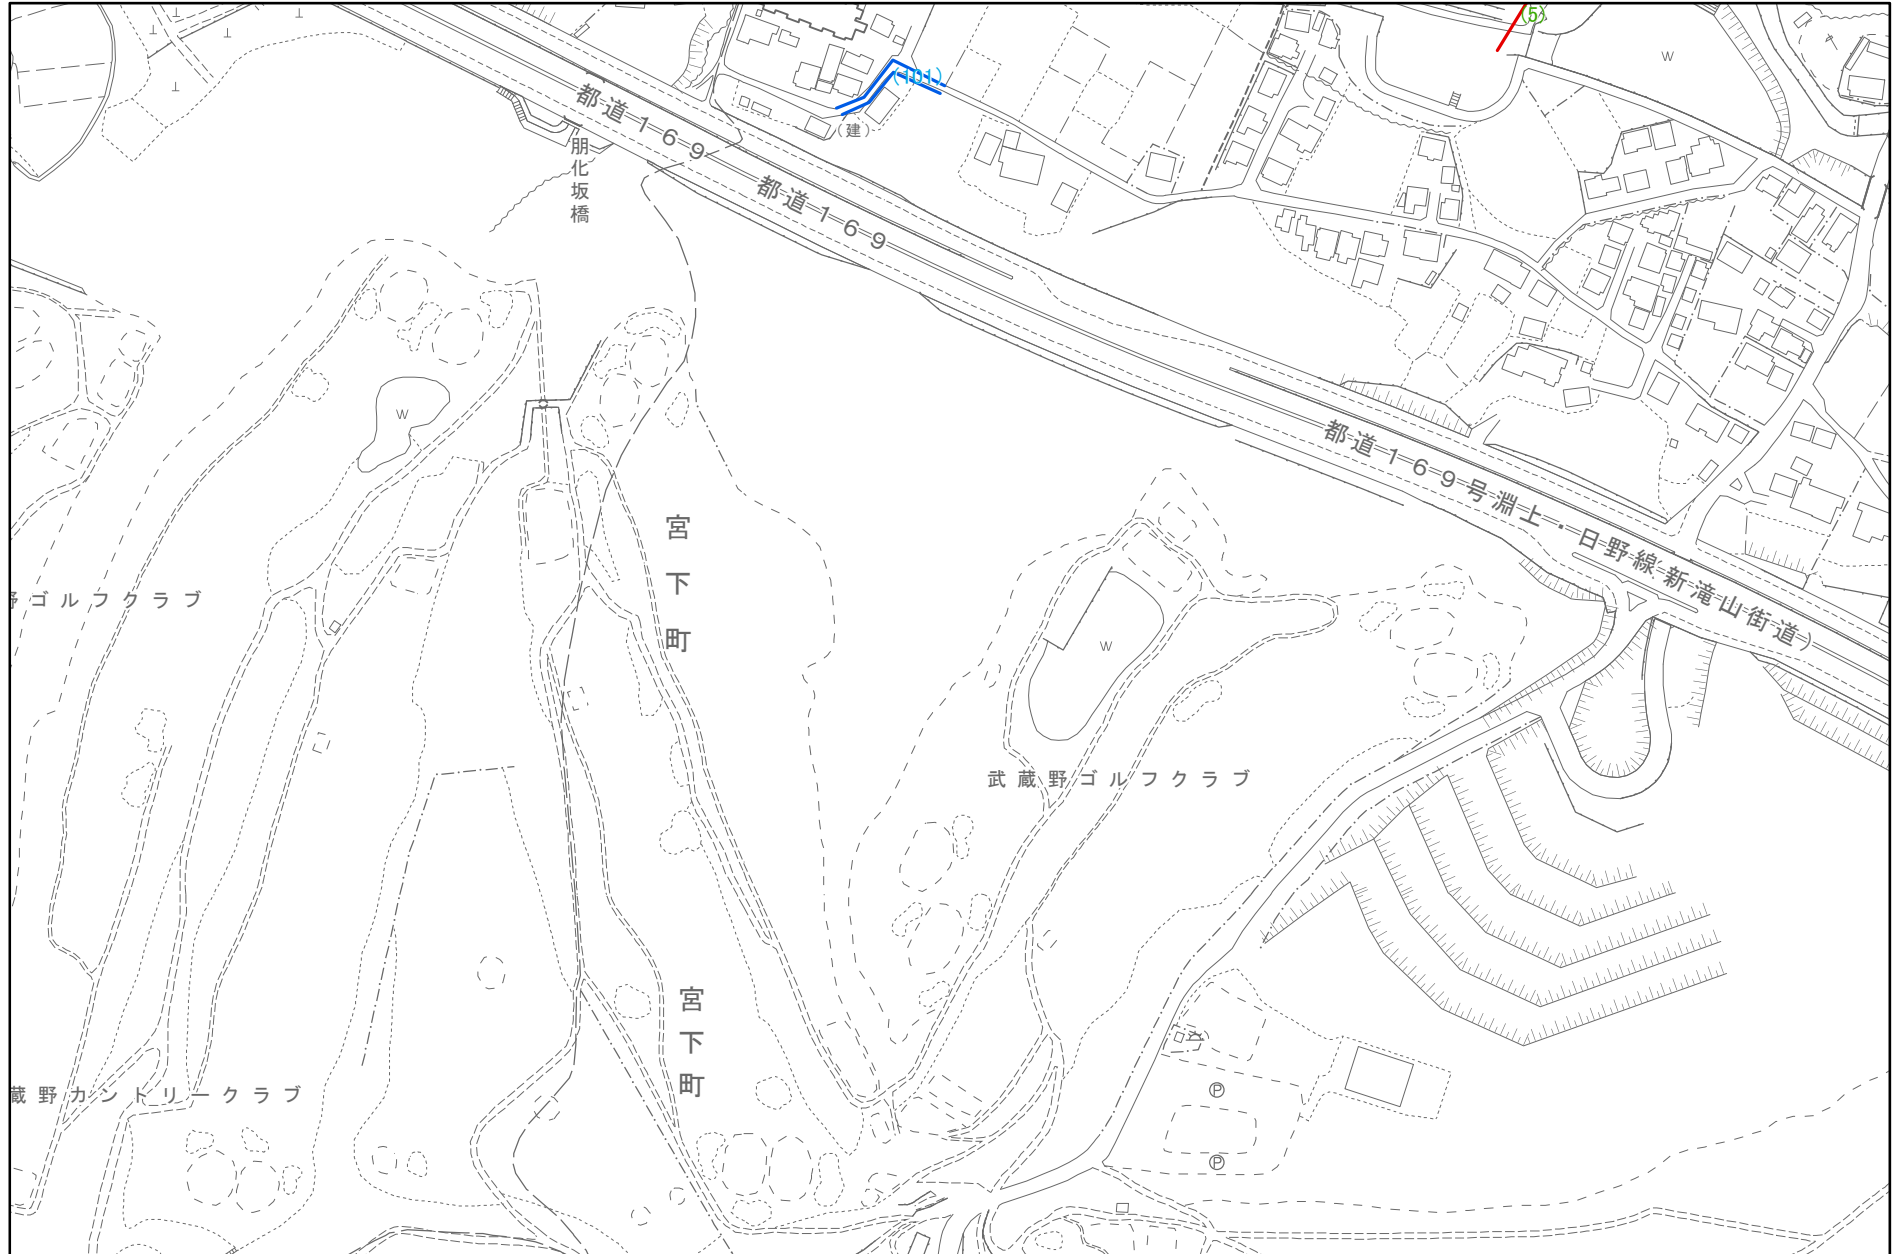 (5)
W
(101)
(建)
都道169
朋化坂橋
都道169
W
都道169号淵上・日野線新滝山街道)
宮下町
野ゴルフクラブ
W
武蔵野ゴルフクラブ
宮下町
蔵野カントリークラブ
P
P